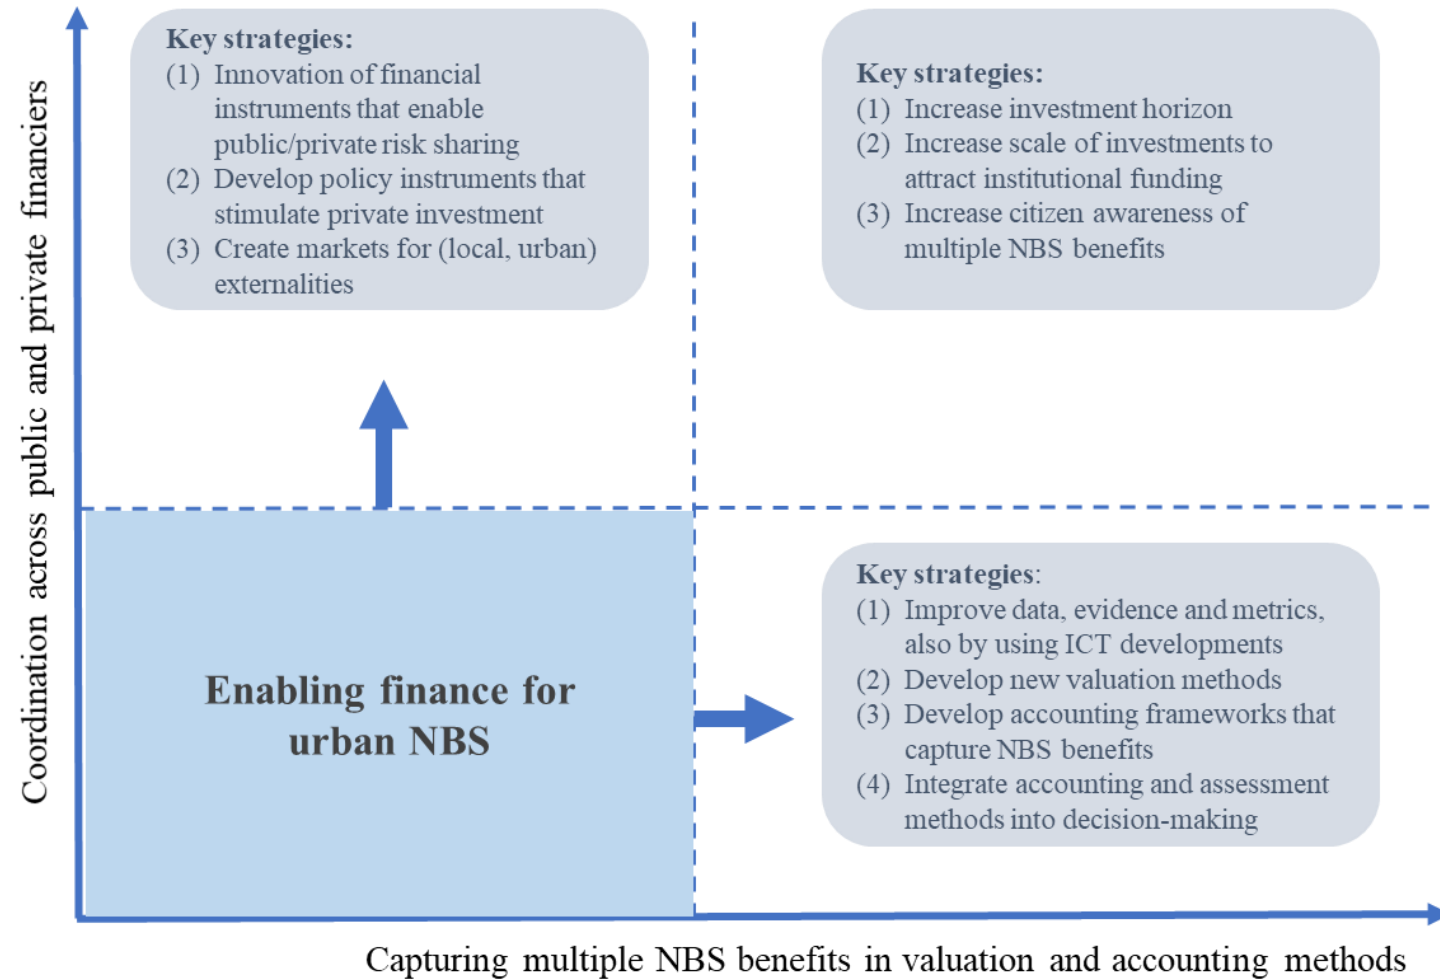 Coordination across public and private financiers
Key strategies:
(1) Innovation of financial
instruments that enable
public/private risk sharing
(2) Develop policy instruments that
stimulate private investment
(3) Create markets for (local, urban)
externalities
Key strategies:
(1) Increase investment horizon
(2) Increase scale of investments to
attract institutional funding
(3) Increase citizen awareness of
multiple NBS benefits
Enabling finance for
urban NBS
Key strategies:
(1) Improve data, evidence and metrics,
also by using ICT developments
(2) Develop new valuation methods
(3) Develop accounting frameworks that
capture NBS benefits
(4) Integrate accounting and assessment
methods into decision-making
Capturing multiple NBS benefits in valuation and accounting methods